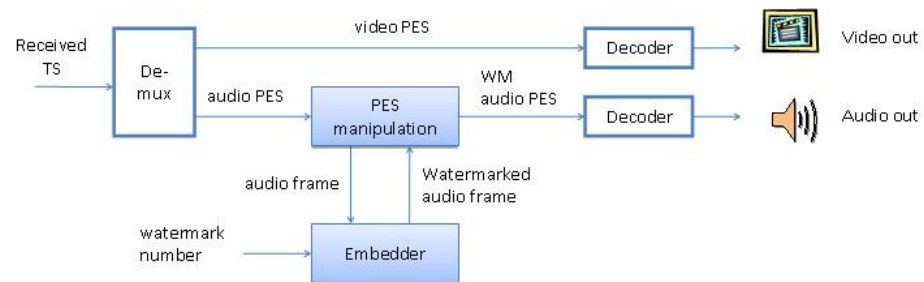 Received
TS
De-
mux
video PES
Decoder
Video out
audio PES
PES
manipulation
WM
audio PES
Decoder
Audio out
audio frame
Watermarked
audio frame
watermark
number
Embedder